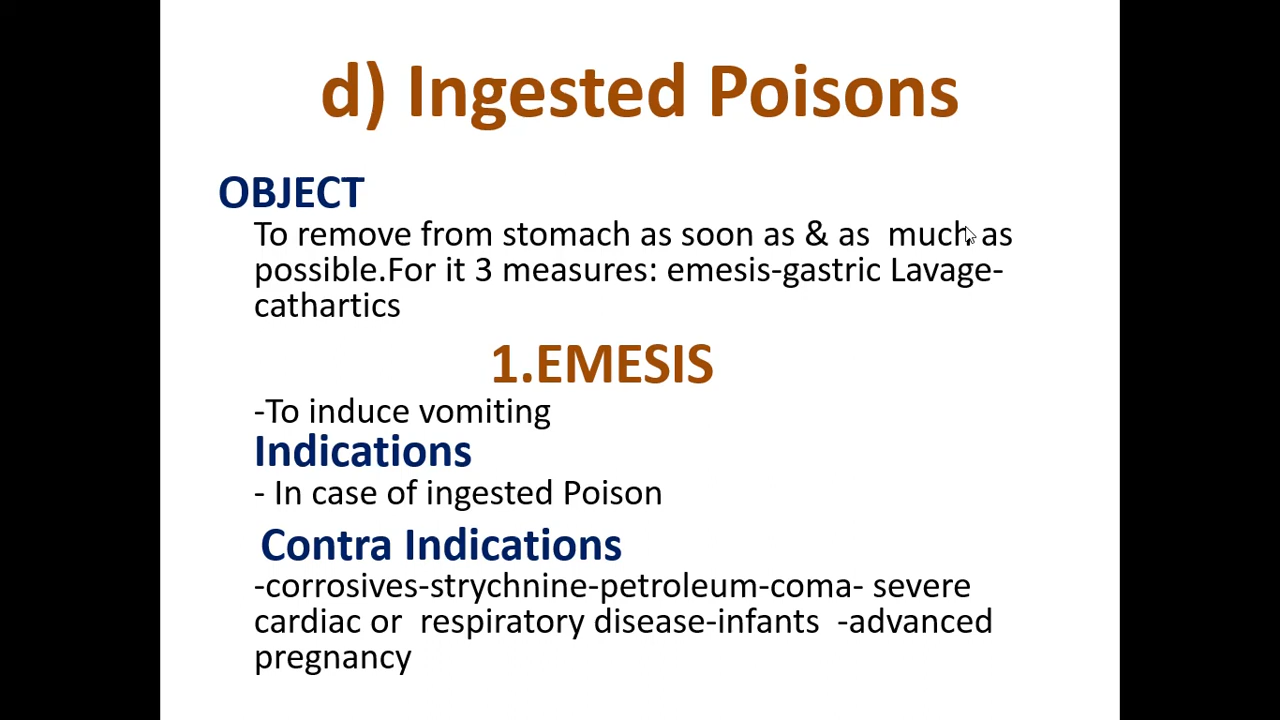 d) Ingested Poisons
OBJECT
To remove from stomach as soon as & as  much as
possible.For it 3 measures: emesis-gastric Lavage-
cathartics
1.EMESIS
-To induce vomiting
Indications
- In case of ingested Poison
Contra Indications
-corrosives-strychnine-petroleum-coma- severe
cardiac or  respiratory disease-infants  -advanced
pregnancy